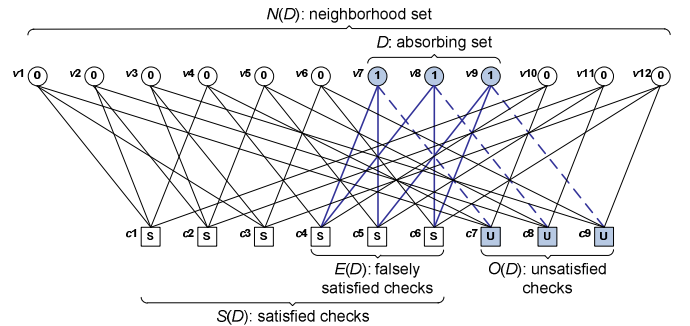 N(D): neighborhood set
D: absorbing set
v1 0 v2 0 v3 0 v4 0 v5 0 v6 0 v7 1 v8 1 v9 1 v10 0 v11 0 v12 0
c1 S c2 S c3 S c4 S c5 S c6 S c7 U c8 U c9 U
E(D): falsely
satisfied checks
O(D): unsatisfied
checks
S(D): satisfied checks